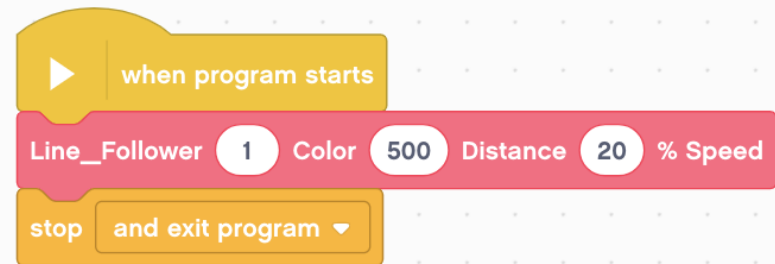 when program starts
Line_Follower 1 Color 500 Distance 20 % Speed
stop and exit program